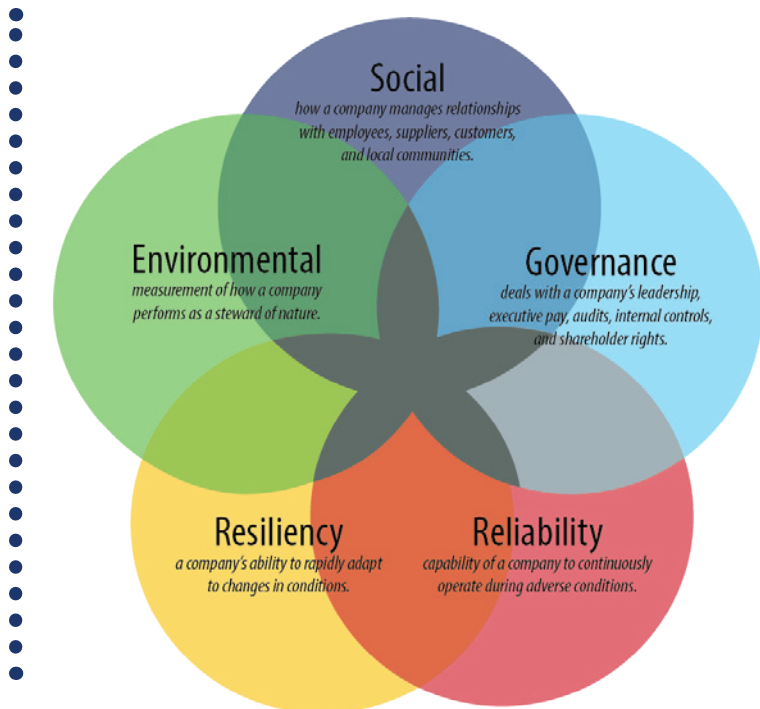 Social
how a company manages relationships
with employees, suppliers, customers,
and local communities.
Environmental
measurement of how a company
performs as a steward of nature.
Governance
deals with a company's leadership,
executive pay, audits, internal controls,
and shareholder rights.
Resiliency
a company's ability to rapidly adapt
to changes in conditions.
Reliability
capability of a company to continuously
operate during adverse conditions.